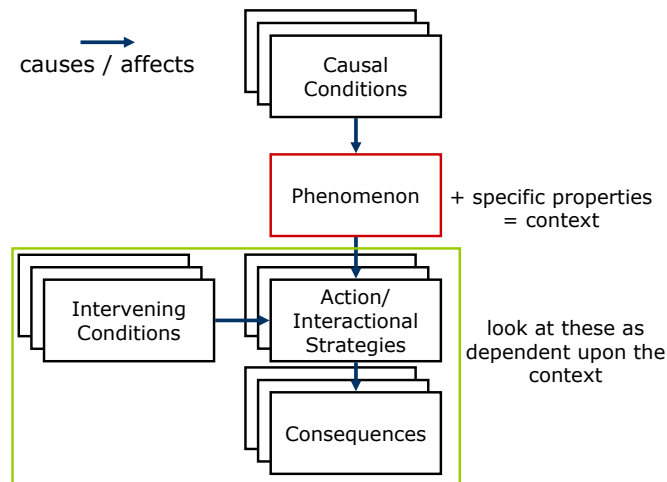 causes / affects
Causal
Conditions
Phenomenon
+ specific properties
= context
Intervening
Conditions
Action/
Interactional
Strategies
look at these as
dependent upon the
context
Consequences